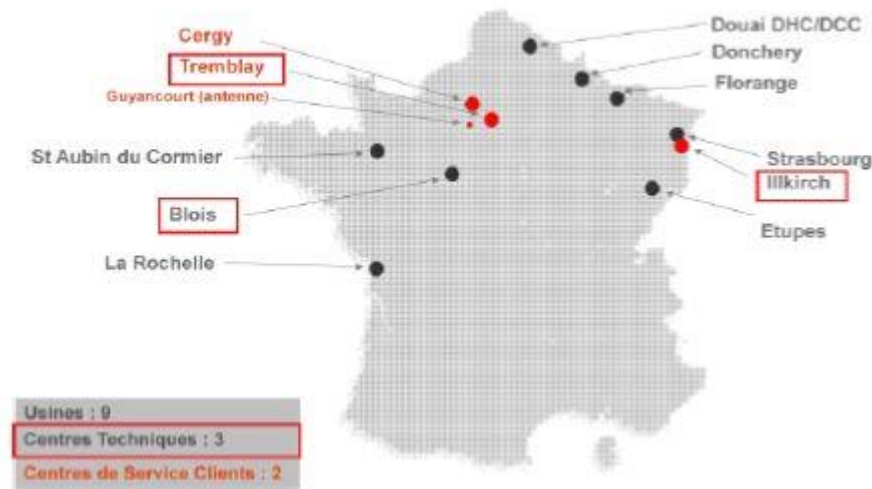 Douai DHC/DCC
Cergy
Donchery
Tremblay
Florange
Guyancourt (antenne)
St Aubin du Cormier
Strasbourg
Illkirch
Blois
Etupes
La Rochelle
Usines : 9
Centres Techniques : 3
Centres de Service Clients : 2